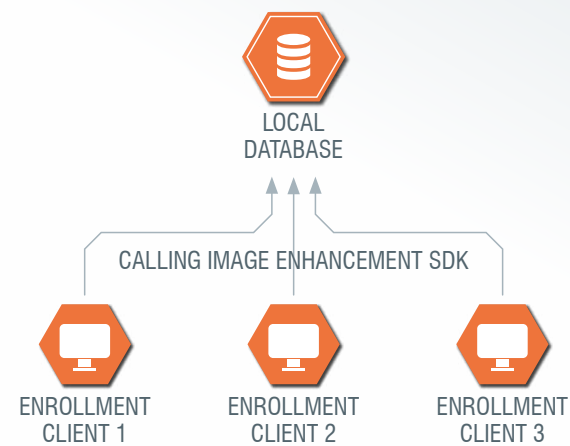 LOCAL
DATABASE
CALLING IMAGE ENHANCEMENT SDK
ENROLLMENT
CLIENT 1
ENROLLMENT
CLIENT 2
ENROLLMENT
CLIENT 3